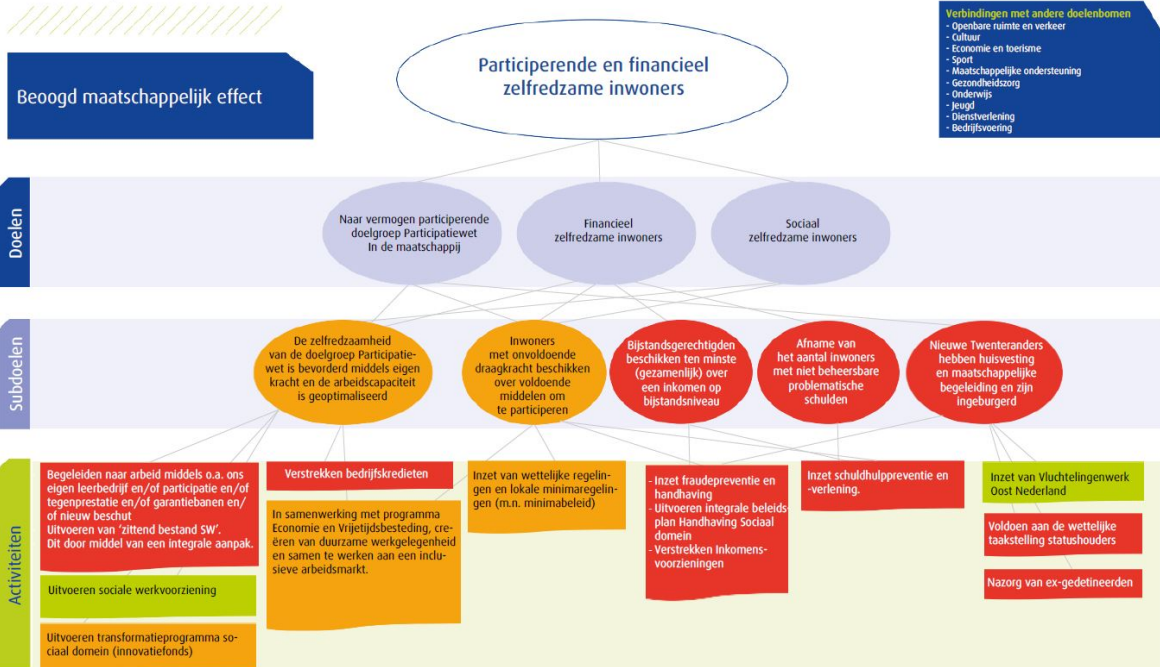 Beoogd maatschappelijk effect
Participerende en financieel
zelfredzame inwoners
Verbindingen met andere doelenbomen
- Openbare ruimte en verkeer
- Cultuur
- Economie en toerisme
- Sport
- Maatschappelijke ondersteuning
- Gezondheidszorg
- Onderwijs
- Jeugd
- Dienstverlening
- Bedrijfsvoering
Doelen
Naar vermogen participerende
doelgroep Participatiewet
In de maatschappij
Financieel
zelfredzame inwoners
Sociaal
zelfredzame inwoners
Subdoelen
De zelfredzaamheid
van de doelgroep Participatie-
wet is bevorderd middels eigen
kracht en de arbeidscapaciteit
is geoptimaliseerd
Inwoners
met onvoldoende
draagkracht beschikken
over voldoende
middelen om
te participeren
Bijstandsgerechtigden
beschikken ten minste
(gezamenlijk) over
een inkomen op
bijstandsniveau
Afname van
het aantal inwoners
met niet beheersbare
problematische
schulden
Nieuwe Twenteranders
hebben huisvesting
en maatschappelijke
begeleiding en zijn
ingeburgerd
Activiteiten
Begeleiden naar arbeid middels o.a. ons
eigen leerbedrijf en/of participatie en/of
tegenprestatie en/of garantiebanen en/
of nieuw beschut
Uitvoeren van 'zittend bestand SW'.
Dit door middel van een integrale aanpak.
Uitvoeren sociale werkvoorziening
Uitvoeren transformatieprogramma so-
ciaal domein (innovatiefonds)
Verstrekken bedrijfskredieten
In samenwerking met programma
Economie en Vrijetijdsbesteding, cre-
ëren van duurzame werkgelegenheid
en samen te werken aan een inclu-
sieve arbeidsmarkt.
Inzet van wettelijke regelin-
gen en lokale minimaregelin-
gen (m.n. minimabeleid)
- Inzet fraudepreventie en
handhaving
- Uitvoeren integrale beleids-
plan Handhaving Sociaal
domein
- Verstrekken Inkomens-
voorzieningen
Inzet schuldhulppreventie en
-verlening.
Inzet van Vluchtelingenwerk
Oost Nederland
Voldoen aan de wettelijke
taakstelling statushouders
Nazorg van ex-gedetineerden